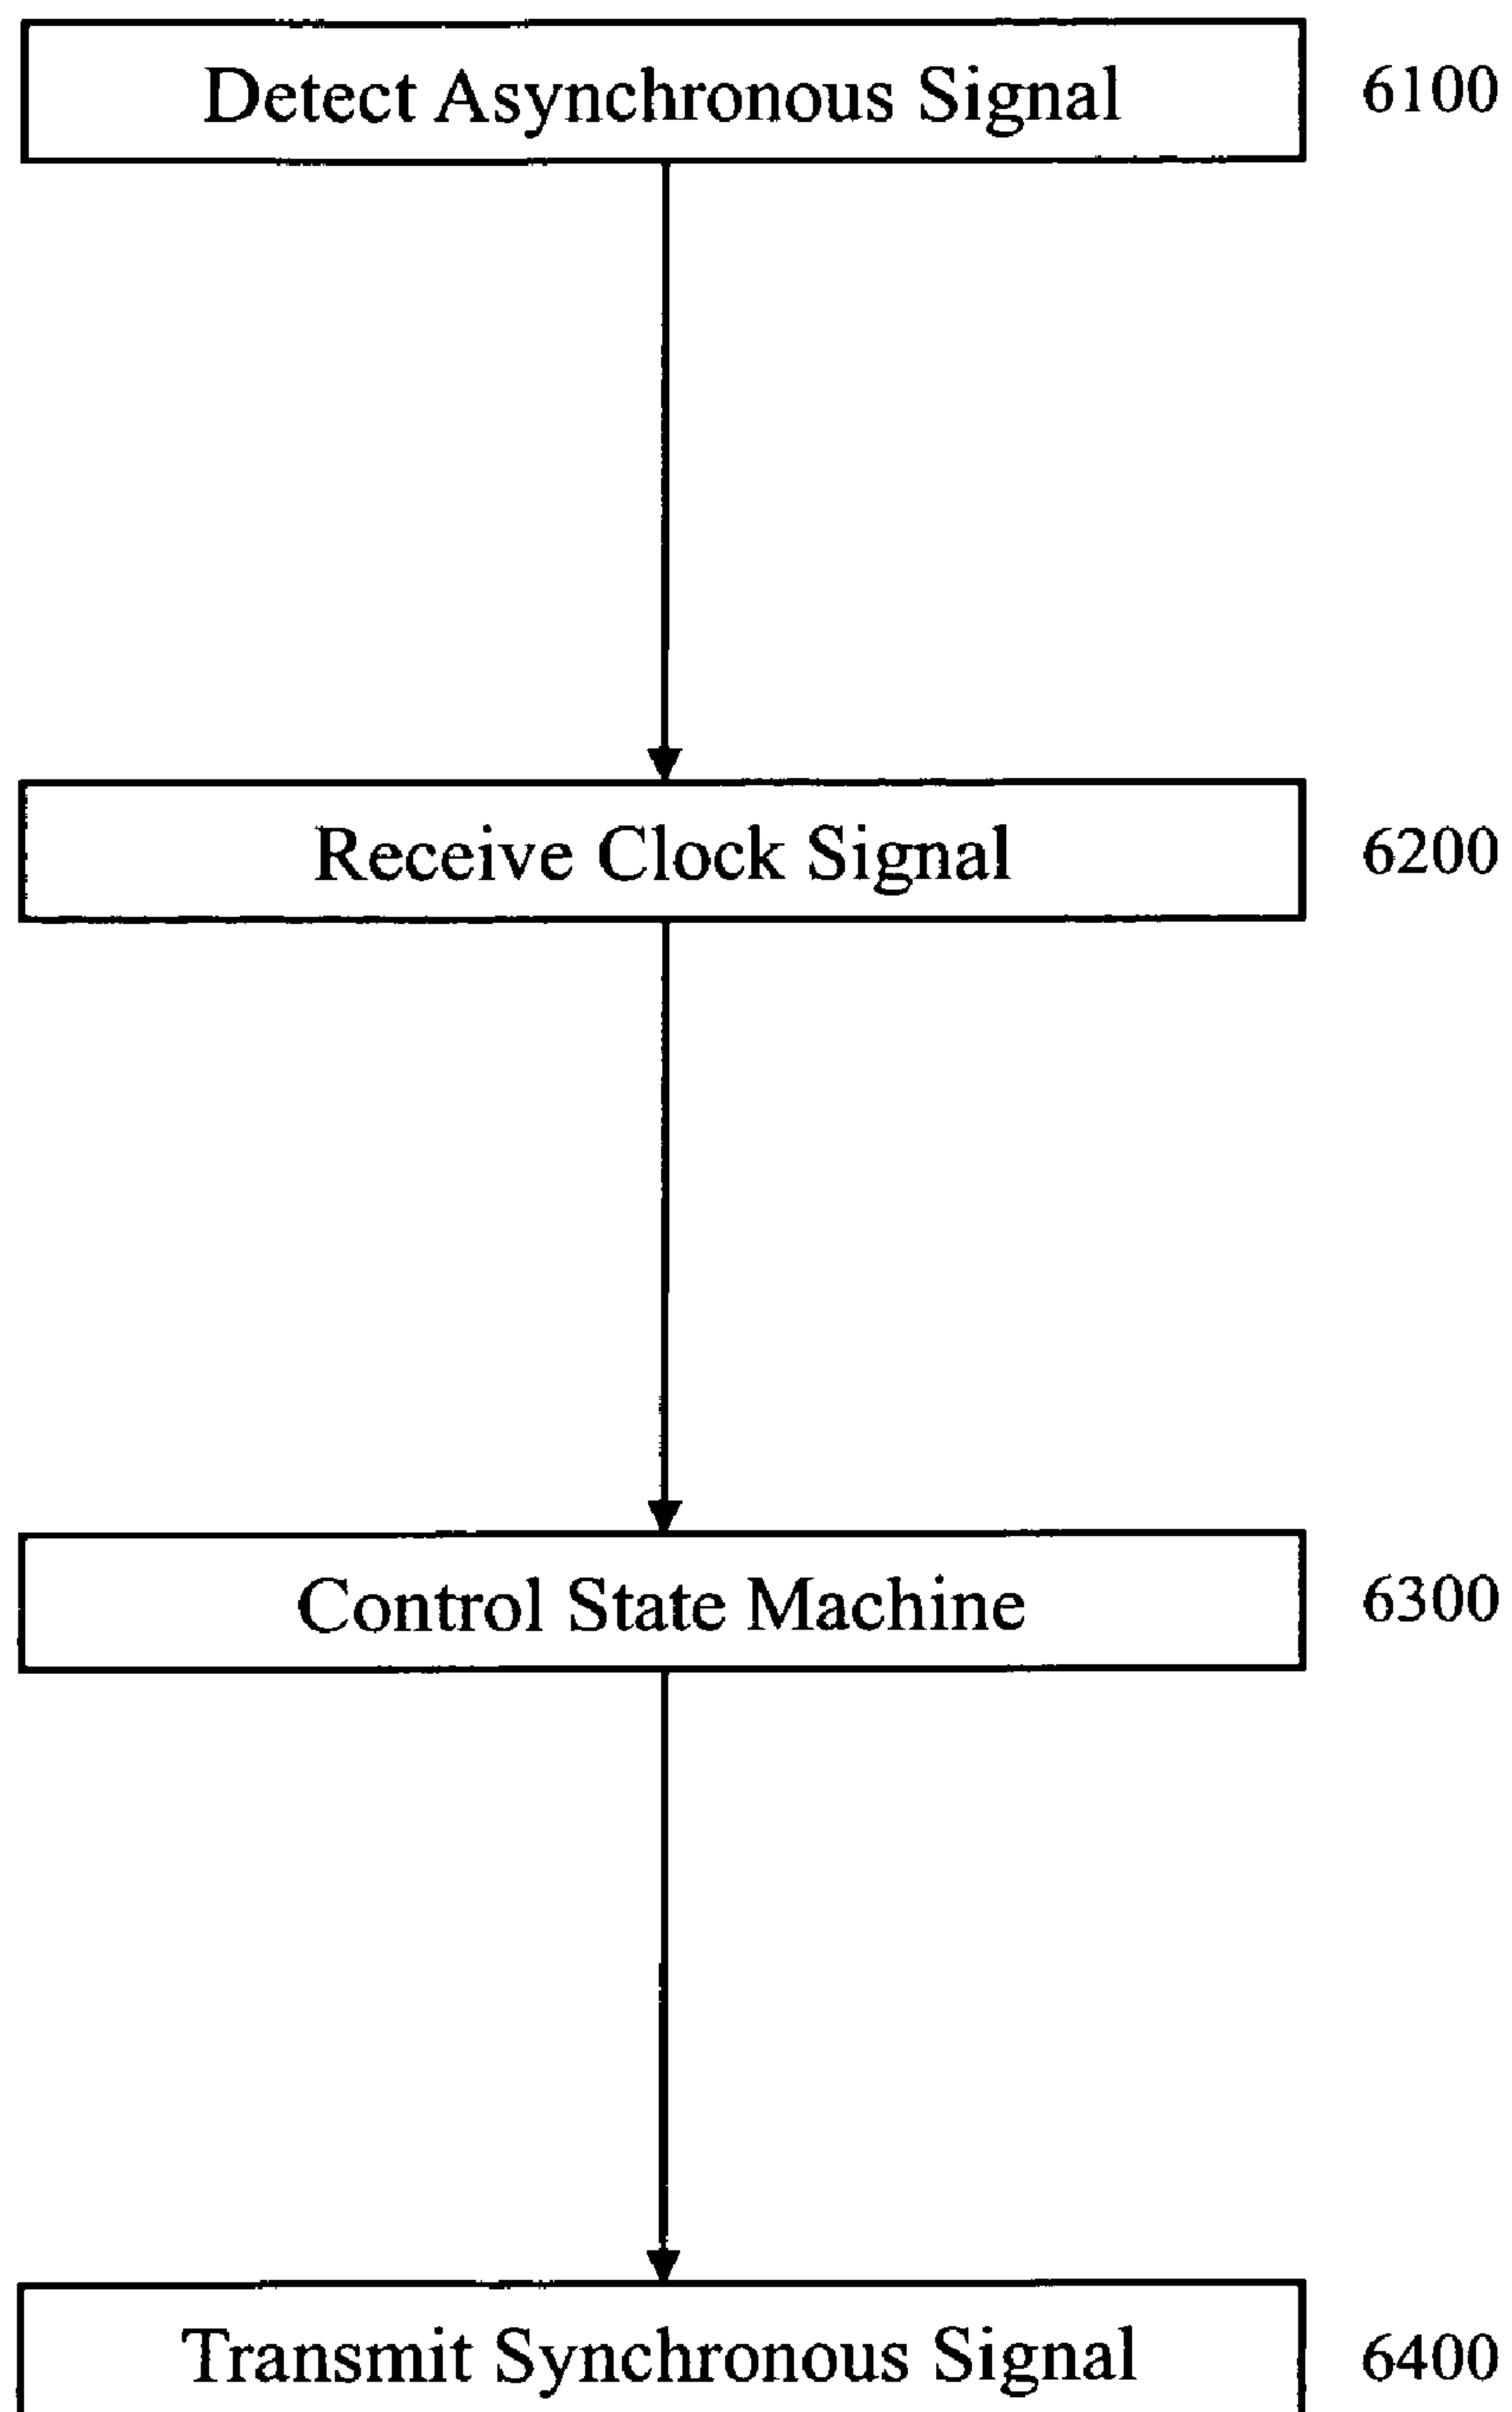 Detect Asynchronous Signal 6100
Receive Clock Signal 6200
Control State Machine 6300
Transmit Synchronous Signal 6400